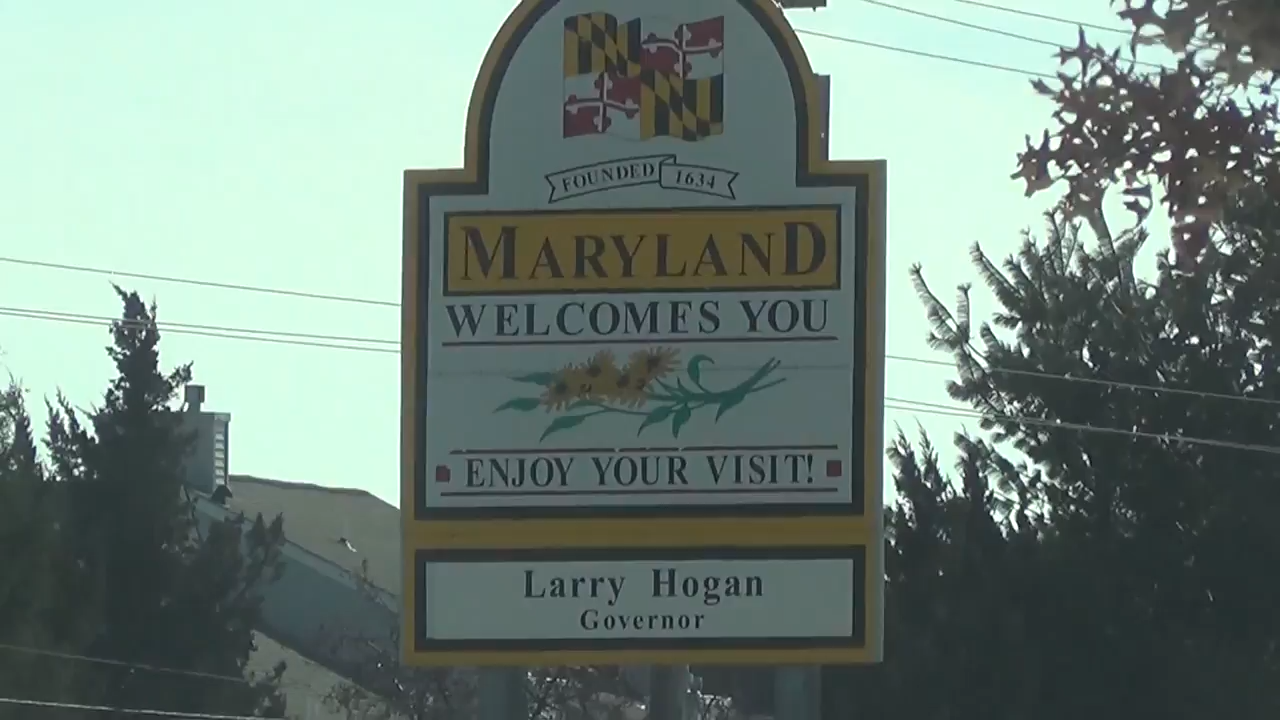 FOUNDED 1634
MARYLAND
WELCOMES YOU
ENJOY YOUR VISIT!
Larry Hogan
Governor